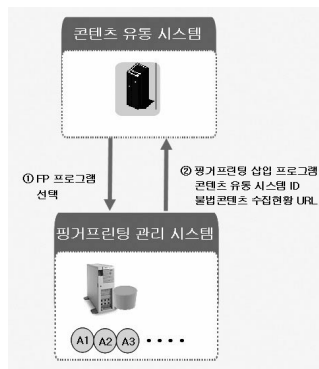 콘텐츠 유통 시스템
① FP 프로그램
선택
② 핑거프린팅 삽입 프로그램
콘텐츠 유통 시스템 ID
불법콘텐츠 수집현황 URL
핑거프린팅 관리 시스템
A1 A2 A3 • • • •